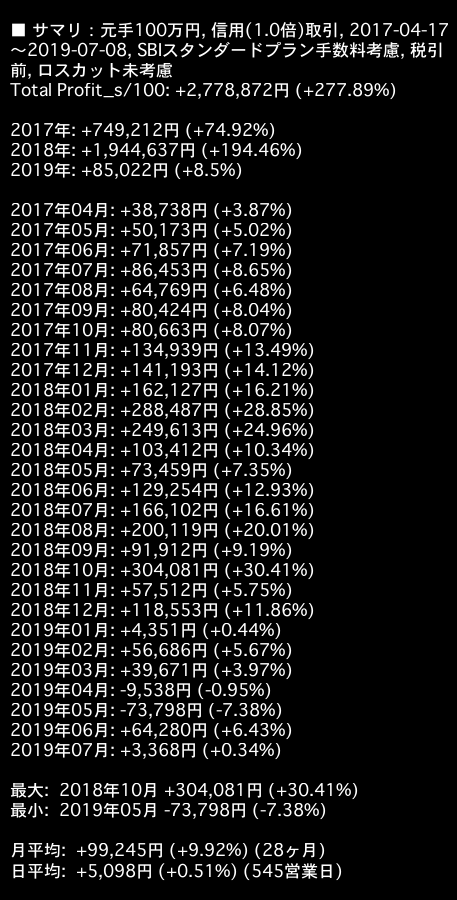 ■ サマリ：元手100万円, 信用(1.0倍)取引, 2017-04-17
〜2019-07-08, SBIスタンダードプラン手数料考慮, 税引
前, ロスカット未考慮
Total Profit_s/100: +2,778,872円 (+277.89%)
2017年: +749,212円 (+74.92%)
2018年: +1,944,637円 (+194.46%)
2019年: +85,022円 (+8.5%)
2017年04月: +38,738円 (+3.87%)
2017年05月: +50,173円 (+5.02%)
2017年06月: +71,857円 (+7.19%)
2017年07月: +86,453円 (+8.65%)
2017年08月: +64,769円 (+6.48%)
2017年09月: +80,424円 (+8.04%)
2017年10月: +80,663円 (+8.07%)
2017年11月: +134,939円 (+13.49%)
2017年12月: +141,193円 (+14.12%)
2018年01月: +162,127円 (+16.21%)
2018年02月: +288,487円 (+28.85%)
2018年03月: +249,613円 (+24.96%)
2018年04月: +103,412円 (+10.34%)
2018年05月: +73,459円 (+7.35%)
2018年06月: +129,254円 (+12.93%)
2018年07月: +166,102円 (+16.61%)
2018年08月: +200,119円 (+20.01%)
2018年09月: +91,912円 (+9.19%)
2018年10月: +304,081円 (+30.41%)
2018年11月: +57,512円 (+5.75%)
2018年12月: +118,553円 (+11.86%)
2019年01月: +4,351円 (+0.44%)
2019年02月: +56,686円 (+5.67%)
2019年03月: +39,671円 (+3.97%)
2019年04月: -9,538円 (-0.95%)
2019年05月: -73,798円 (-7.38%)
2019年06月: +64,280円 (+6.43%)
2019年07月: +3,368円 (+0.34%)
最大: 2018年10月 +304,081円 (+30.41%)
最小: 2019年05月 -73,798円 (-7.38%)
月平均: +99,245円 (+9.92%) (28ヶ月)
日平均: +5,098円 (+0.51%) (545営業日)